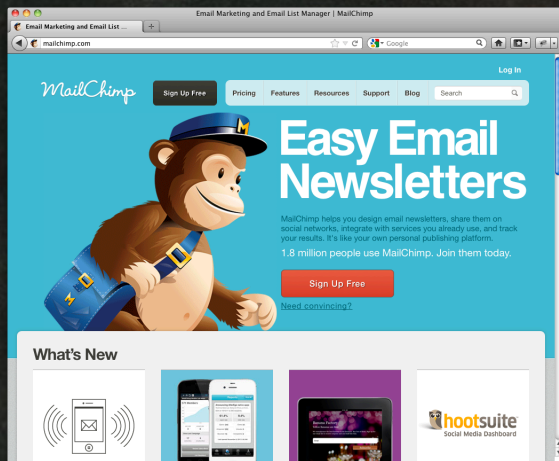 Email Marketing and Email List Manager | MailChimp
Email Marketing and Email List ...
mailchimp.com
Google
Log In
MailChimp
Sign Up Free
Pricing
Features
Resources
Support
Blog
Search
M
Easy Email
Newsletters
MailChimp helps you design email newsletters, share them on
social networks, integrate with services you already use, and track
your results. It's like your own personal publishing platform.
1.8 million people use MailChimp. Join them today.
Sign Up Free
Need convincing?
M
What's New
hootsuite
Social Media Dashboard